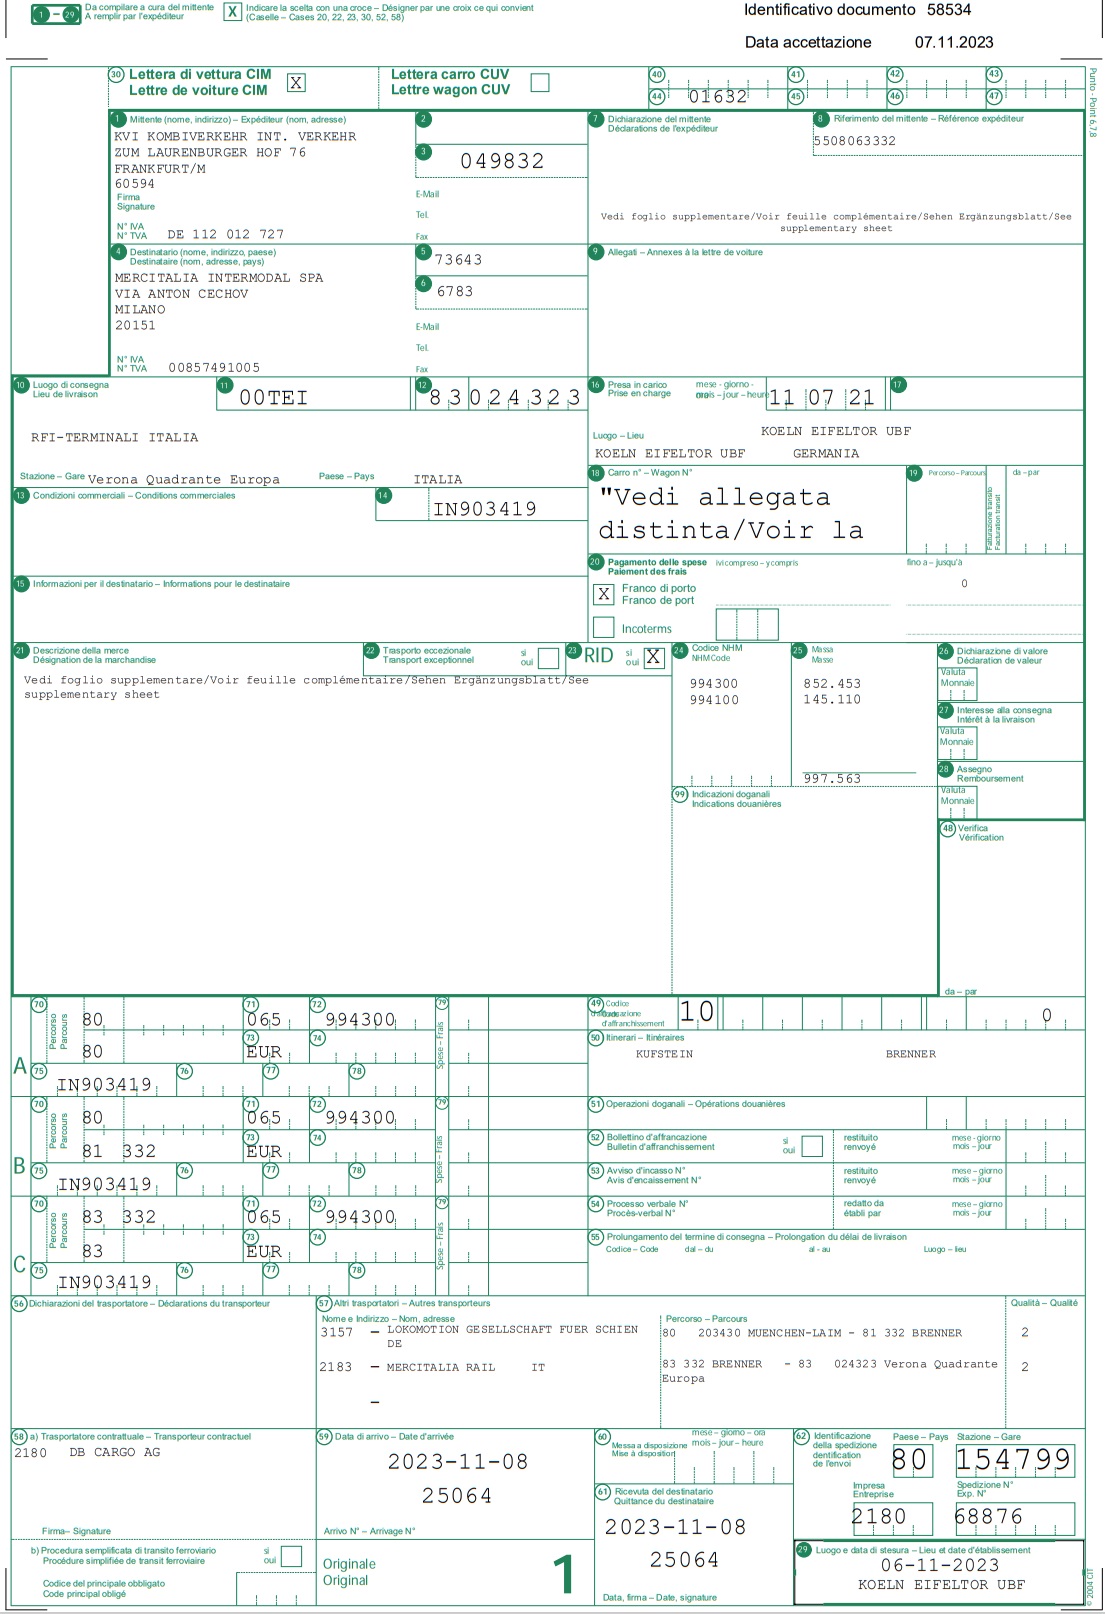 1 – 29 Da compilare a cura del mittente
A remplir par l'expéditeur
X Indicare la scelta con una croce – Désigner par une croix ce qui convient
(Caselle – Cases 20, 22, 23, 30, 52, 58)
Identificativo documento 58534
Data accettazione 07.11.2023
30 Lettera di vettura CIM X Lettera carro CUV
Lettre de voiture CIM Lettre wagon CUV
40 41 42 43
44 01632 45 46 47
Punto - Point 6.7.8
1 Mittente (nome, indirizzo) – Expéditeur (nom, adresse)
KVI KOMBIVERKEHR INT. VERKEHR
ZUM LAURENBURGER HOF 76
FRANKFURT/M
60594
Firma
Signature
N° IVA
N° TVA DE 112 012 727
2
3 049832
E-Mail
Tel.
Fax
7 Dichiarazione del mittente
Déclarations de l'expéditeur
8 Riferimento del mittente – Référence expéditeur
5508063332
Vedi foglio supplementare/Voir feuille complémentaire/Sehen Ergänzungsblatt/See
supplementary sheet
4 Destinatario (nome, indirizzo, paese)
Destinataire (nom, adresse, pays)
MERCITALIA INTERMODAL SPA
VIA ANTON CECHOV
MILANO
20151
N° IVA
N° TVA 00857491005
5 73643
6 6783
E-Mail
Tel.
Fax
9 Allegati – Annexes à la lettre de voiture
10 Luogo di consegna
Lieu de livraison
11 00TEI
12 83024323
RFI-TERMINALI ITALIA
Stazione – Gare Verona Quadrante Europa Paese – Pays ITALIA
16 Presa in carico
Prise en charge
mese - giorno -
mois – jour – heure
11 07 21
17
KOELN EIFELTOR UBF
Luogo – Lieu
KOELN EIFELTOR UBF GERMANIA
13 Condizioni commerciali – Conditions commerciales
14 IN903419
15 Informazioni per il destinatario – Informations pour le destinataire
18 Carro n° – Wagon N°
"Vedi allegata
distinta/Voir la
19 Percorso – Parcours
Fatturazione transito
Facturation transit
da – par
20 Pagamento delle spese
Paiement des frais
ivi compreso – y compris
fino a – jusqu'à
0
X Franco di porto
Franco de port
Incoterms
21 Descrizione della merce
Désignation de la marchandise
22 Trasporto eccezionale
Transport exceptionnel
si
oui
23 RID si
oui X
Vedi foglio supplementare/Voir feuille complémentaire/Sehen Ergänzungsblatt/See
supplementary sheet
24 Codice NHM
NHM Code
25 Massa
Masse
994300 852.453
994100 145.110
997.563
26 Dichiarazione di valore
Déclaration de valeur
Valuta
Monnaie
27 Interesse alla consegna
Intérêt à la livraison
Valuta
Monnaie
28 Assegno
Remboursement
Valuta
Monnaie
99 Indicazioni doganali
Indications douanières
48 Verifica
Vérification
da – par
A
70 Percorso
Parcours
80
80
71 065
72 994300
73 EUR
74
75 IN903419
76 77 78
79 Spese – Frais
B
70 Percorso
Parcours
80
81 332
71 065
72 994300
73 EUR
74
75 IN903419
76 77 78
79 Spese – Frais
C
70 Percorso
Parcours
83 332
83
71 065
72 994300
73 EUR
74
75 IN903419
76 77 78
79 Spese – Frais
49 Codice
d'affranchissement
10
0
50 Itinerari – Itinéraires
KUFSTEIN BRENNER
51 Operazioni doganali – Opérations douanières
52 Bollettino d'affrancazione
Bulletin d'affranchissement
si
oui
restituito
renvoyé
mese - giorno
mois – jour
53 Avviso d'incasso N°
Avis d'encaissement N°
restituito
renvoyé
mese – giorno
mois – jour
54 Processo verbale N°
Procès-verbal N°
redatto da
établi par
mese – giorno
mois – jour
55 Prolungamento del termine di consegna – Prolongation du délai de livraison
Codice – Code dal – du al - au Luogo – lieu
56 Dichiarazioni del trasportatore – Déclarations du transporteur
57 Altri trasportatori – Autres transporteurs
Nome e Indirizzo – Nom, adresse
Percorso – Parcours
Qualità – Qualité
3157 – LOKOMOTION GESELLSCHAFT FUER SCHIEN
DE
80 203430 MUENCHEN-LAIM - 81 332 BRENNER 2
2183 – MERCITALIA RAIL IT
83 332 BRENNER - 83 024323 Verona Quadrante
Europa
2
–
58 a) Trasportatore contrattuale – Transporteur contractuel
2180 DB CARGO AG
Firma– Signature
b) Procedura semplificata di transito ferroviario
Procédure simplifiée de transit ferroviaire
si
oui
Codice del principale obbligato
Code principal obligé
59 Data di arrivo – Date d'arrivée
2023-11-08
25064
Arrivo N° – Arrivage N°
Originale
Original
1
60 Messa a disposizione
Mise à disposition
mese – giorno – ora
mois – jour – heure
61 Ricevuta del destinatario
Quittance du destinataire
2023-11-08
25064
Data, firma – Date, signature
62 Identificazione
della spedizione
dentification
de l'envoi
Paese – Pays Stazione – Gare
80 154799
Impresa
Entreprise
2180
Spedizione N°
Exp. N°
68876
29 Luogo e data di stesura – Lieu et date d'établissement
06-11-2023
KOELN EIFELTOR UBF
© 2004 CIT